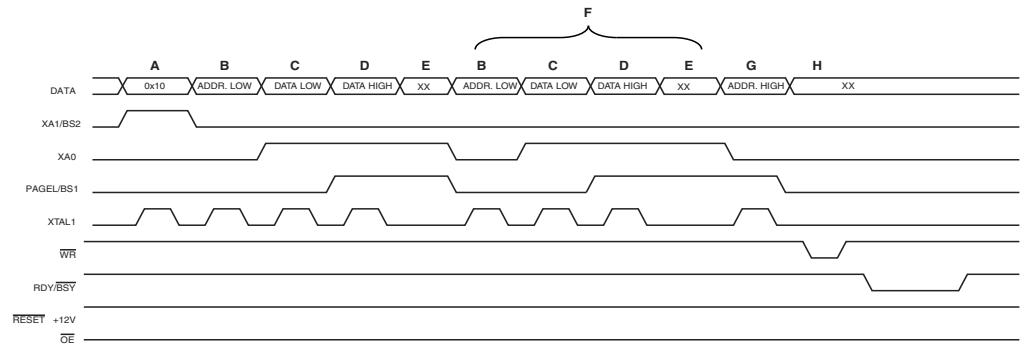 F
A B C D E B C D E G H
DATA 0x10 ADDR. LOW DATA LOW DATA HIGH XX ADDR. LOW DATA LOW DATA HIGH XX ADDR. HIGH XX
XA1/BS2
XA0
PAGEL/BS1
XTAL1
WR
RDY/BSY
RESET +12V
OE